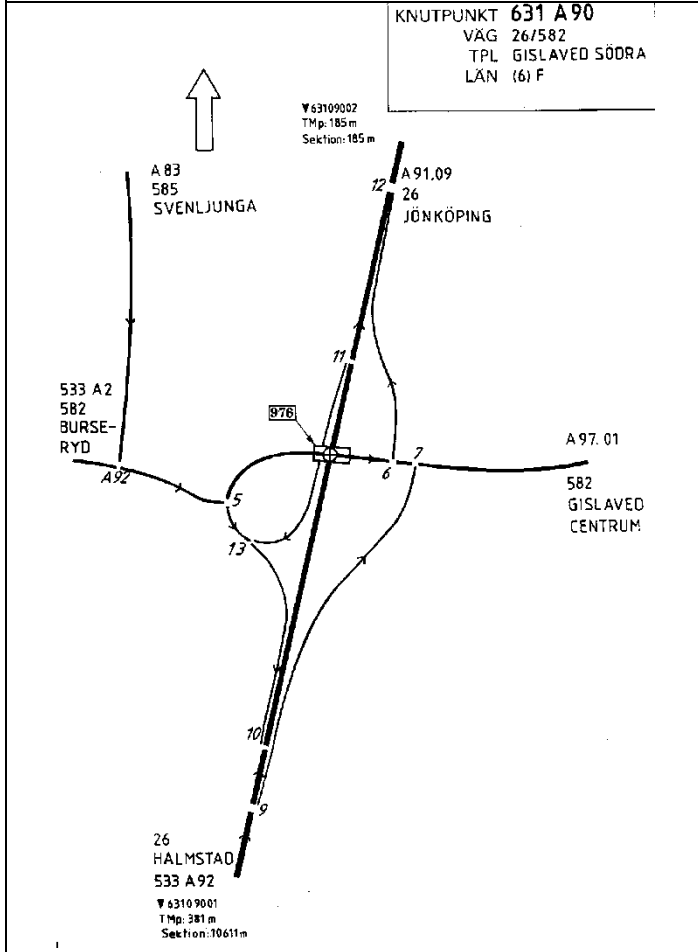 KNUTPUNKT 631 A90
VÄG 26/582
TPL GISLAVED SÖDRA
LÄN (6) F
▼63109002
TMp: 185 m
Sektion: 185 m
A 83
585
SVENLJUNGA
12
A 91.09
26
JÖNKÖPING
11
533 A2
582
BURSE-
RYD
976
A92
5
6
7
A 97. 01
582
GISLAVED
CENTRUM
13
10
9
26
HALMSTAD
533 A92
▼63109001
TMp: 381 m
Sektion: 10611 m